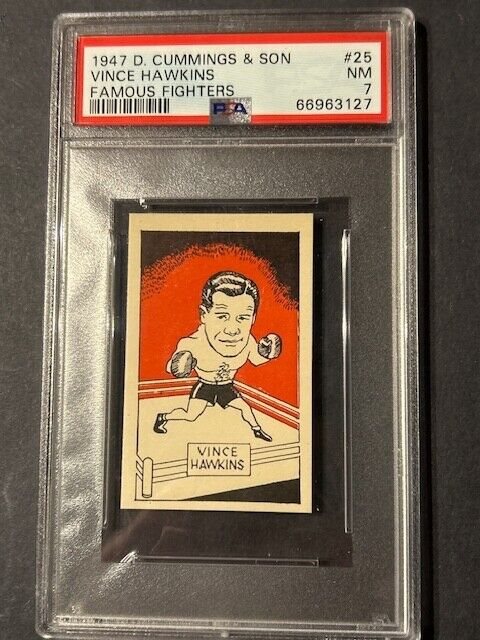 1947 D. CUMMINGS & SON #25
VINCE HAWKINS NM
FAMOUS FIGHTERS 7
PSA 66963127
VINCE
HAWKINS